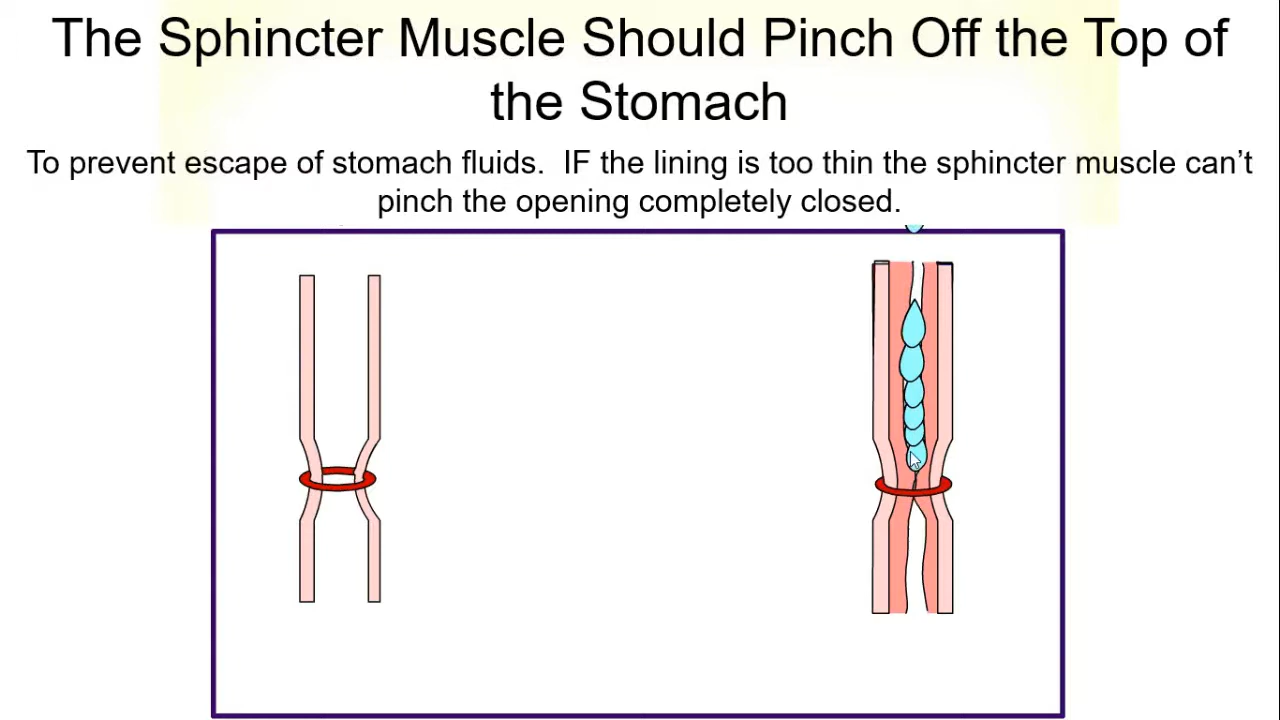 The Sphincter Muscle Should Pinch Off the Top of
the Stomach
To prevent escape of stomach fluids.  IF the lining is too thin the sphincter muscle can’t
pinch the opening completely closed.